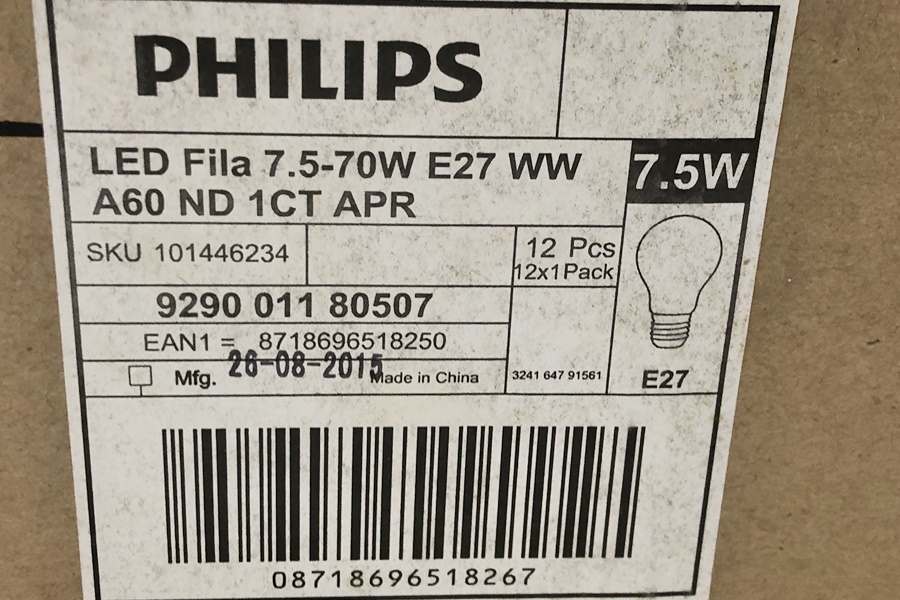 PHILIPS
LED Fila 7.5-70W E27 WW
A60 ND 1CT APR
7.5W
SKU 101446234
12 Pcs
12x1Pack
9290 011 80507
EAN1 = 8718696518250
Mfg. 26-08-2015 Made in China
3241 647 91561
E27
08718696518267